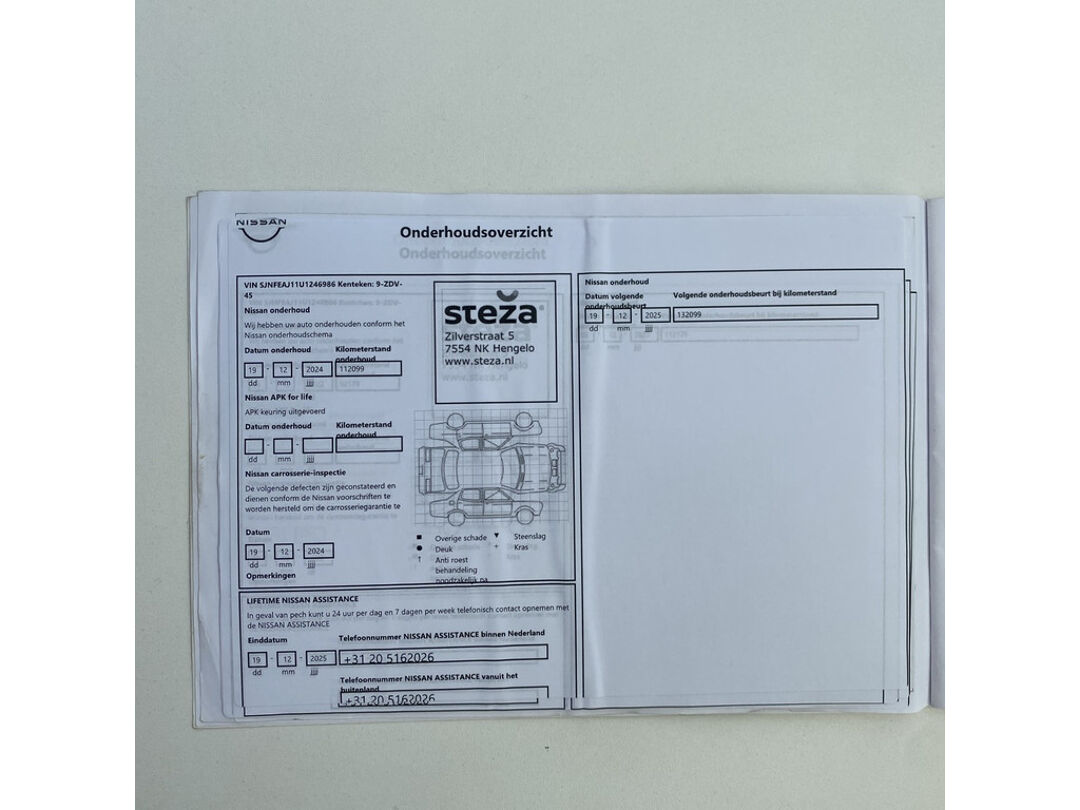 NISSAN
Onderhoudsoverzicht
VIN SJNFEAJ11U1246986 Kenteken: 9-ZDV-
45
Nissan onderhoud
Wij hebben uw auto onderhouden conform het
Nissan onderhoudschema
Datum onderhoud Kilometerstand
onderhoud
19 - 12 - 2024 112099
dd mm jjjj
Nissan APK for life
APK keuring uitgevoerd
Datum onderhoud Kilometerstand
onderhoud
- -
dd mm jjjj
Nissan carrosserie-inspectie
De volgende defecten zijn geconstateerd en
dienen conform de Nissan voorschriften te
worden hersteld om de carrosseriegarantie te
Datum
19 - 12 - 2024
dd mm jjjj
Opmerkingen
steža
Zilverstraat 5
7554 NK Hengelo
www.steza.nl
Overige schade Steenslag
Deuk Kras
Anti roest
behandeling
noodzakelijk na
LIFETIME NISSAN ASSISTANCE
In geval van pech kunt u 24 uur per dag en 7 dagen per week telefonisch contact opnemen met
de NISSAN ASSISTANCE
Einddatum Telefoonnummer NISSAN ASSISTANCE binnen Nederland
19 - 12 - 2025 +31 20 5162026
dd mm jjjj
Telefoonnummer NISSAN ASSISTANCE vanuit het
buitenland
+31 20 5162026
Nissan onderhoud
Datum volgende Volgende onderhoudsbeurt bij kilometerstand
onderhoudsbeurt
19 - 12 - 2025 132099
dd mm jjjj